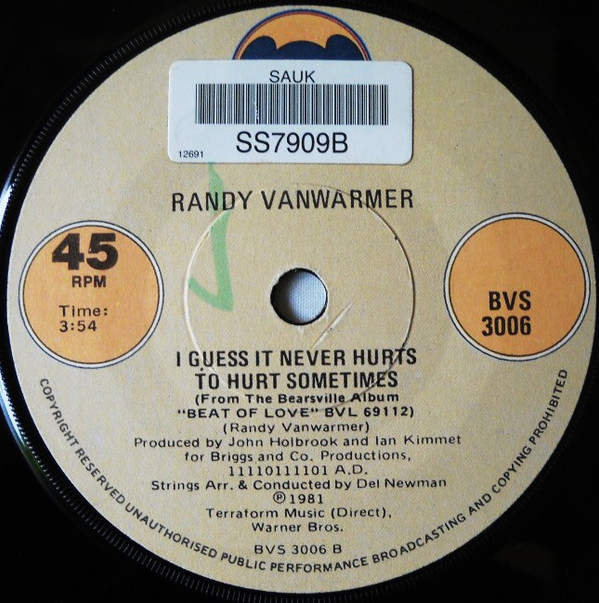 SAUK
12691
SS7909B
RANDY VANWARMER
45
RPM
Time:
3:54
BVS
3006
I GUESS IT NEVER HURTS
TO HURT SOMETIMES
(From The Bearsville Album
"BEAT OF LOVE" BVL 69112)
(Randy Vanwarmer)
Produced by John Holbrook and Ian Kimmet
for Briggs and Co. Productions,
11110111101 A.D.
Strings Arr. & Conducted by Del Newman
℗ 1981
Terraform Music (Direct),
Warner Bros.
BVS 3006 B
COPYRIGHT RESERVED UNAUTHORISED PUBLIC PERFORMANCE BROADCASTING AND COPYING PROHIBITED